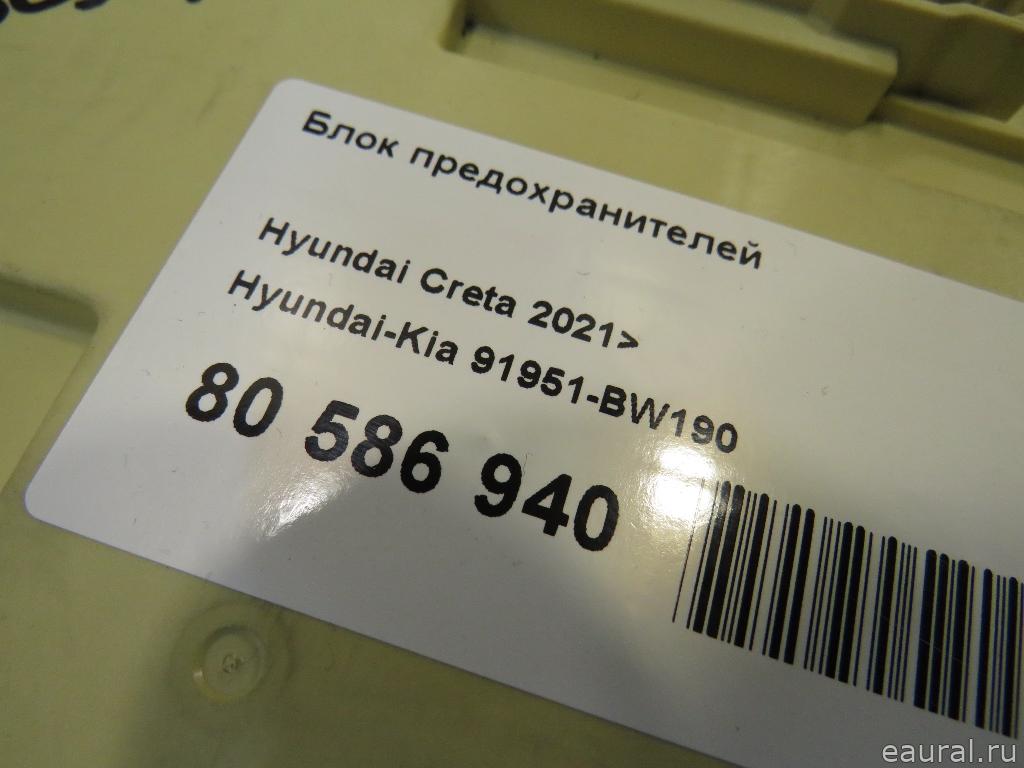 Блок предохранителей
Hyundai Creta 2021>
Hyundai-Kia 91951-BW190
80 586 940
eaural.ru